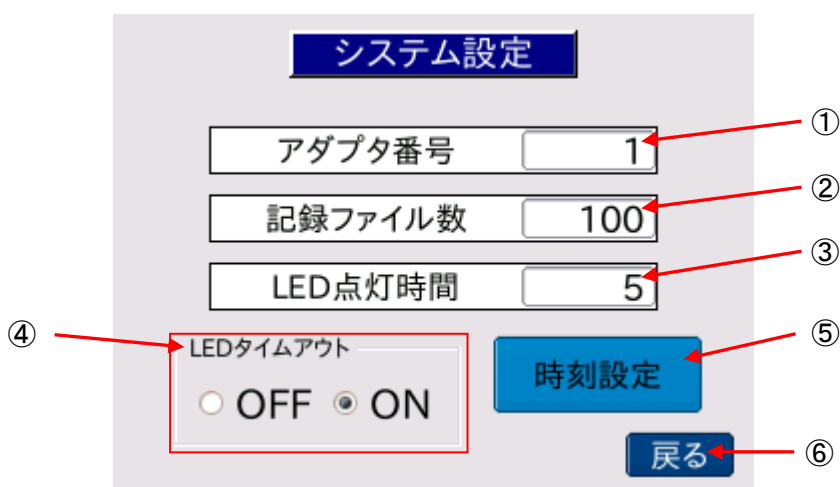 システム設定
アダプタ番号 1 ①
記録ファイル数 100 ②
LED点灯時間 5 ③
④ LEDタイムアウト
OFF ON
時刻設定 ⑤
戻る ⑥